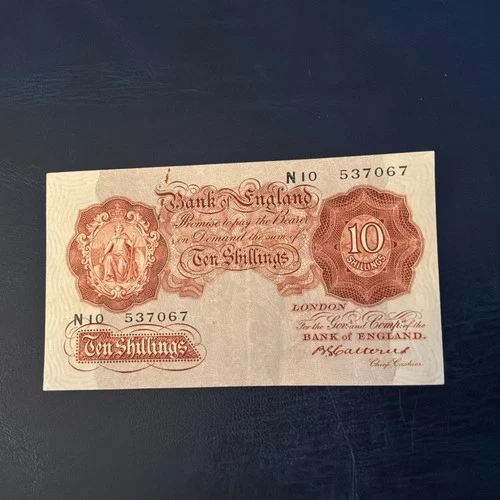 N10 537067
Bank of England
Promise to pay the Bearer
on Demand the sum of
Ten Shillings
10
SHILLINGS
N10 537067
Ten Shillings
LONDON
For the Govr. and Compa. of the
BANK of ENGLAND.
B G Catterns
Chief Cashier.